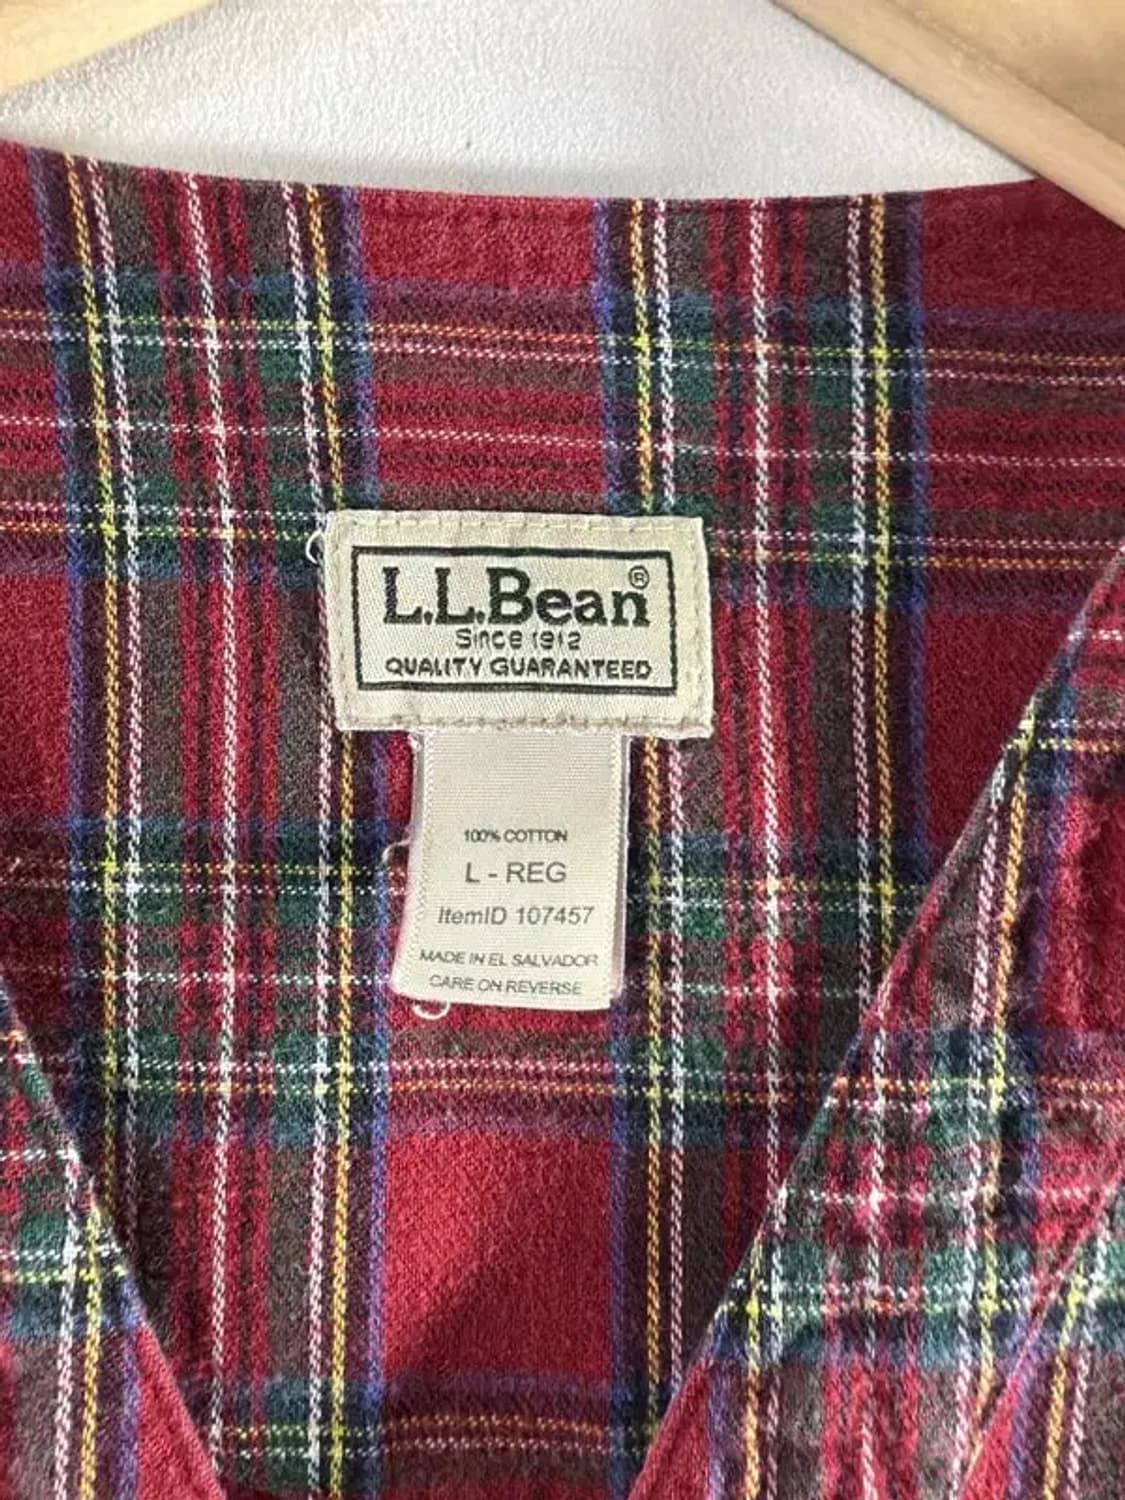 L.L.Bean®
Since 1912
QUALITY GUARANTEED
100% COTTON
L - REG
ItemID 107457
MADE IN EL SALVADOR
CARE ON REVERSE